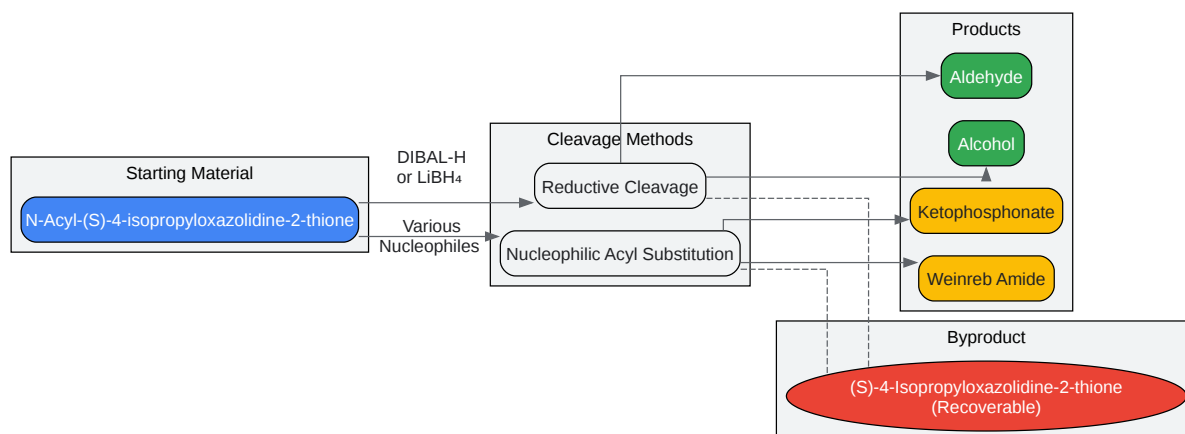 Starting Material
N-Acyl-(S)-4-isopropyloxazolidine-2-thione
DIBAL-H
or LiBH₄
Various
Nucleophiles
Cleavage Methods
Reductive Cleavage
Nucleophilic Acyl Substitution
Products
Aldehyde
Alcohol
Ketophosphonate
Weinreb Amide
Byproduct
(S)-4-Isopropyloxazolidine-2-thione
(Recoverable)